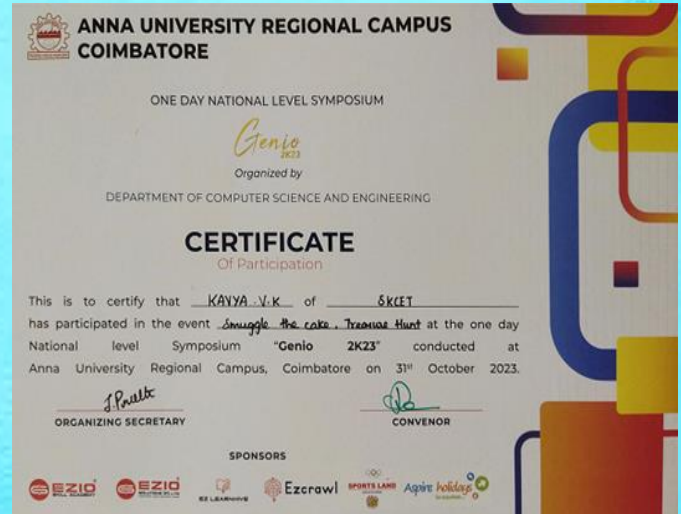 ANNA UNIVERSITY REGIONAL CAMPUS
COIMBATORE
ONE DAY NATIONAL LEVEL SYMPOSIUM
Genio
2K23
Organized by
DEPARTMENT OF COMPUTER SCIENCE AND ENGINEERING
CERTIFICATE
Of Participation
This is to certify that KAVYA .V.K of SKCET
has participated in the event Smuggle the cake, Treasure Hunt at the one day
National level Symposium "Genio 2K23" conducted at
Anna University Regional Campus, Coimbatore on 31st October 2023.
ORGANIZING SECRETARY
CONVENOR
SPONSORS
EZIO EZIO EZ LEARNING Ezcrawl SPORTS LAND Aspire holidays